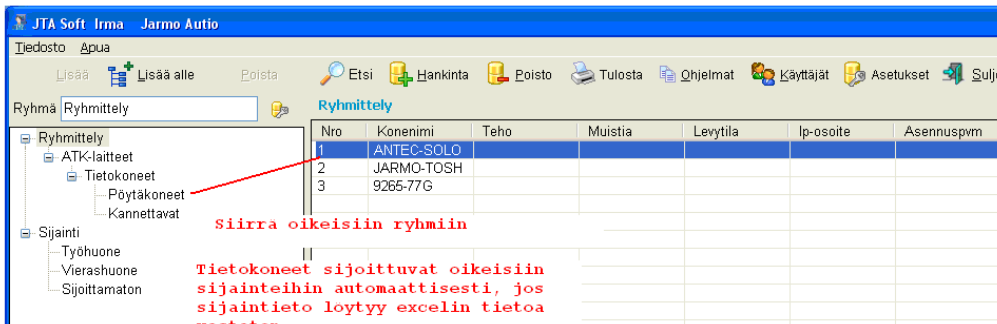 JTA Soft Irma Jarmo Autio
Tiedosto Apua
Lisää Lisää alle Poista Etsi Hankinta Poisto Tulosta Ohjelmat Käyttäjät Asetukset
Ryhmä Ryhmittely
Ryhmittely
ATK-laitteet
Tietokoneet
Pöytäkoneet
Kannettavat
Sijainti
Työhuone
Vierashuone
Sijoittamaton
Ryhmittely
Nro Konenimi Teho Muistia Levytila Ip-osoite Asennuspvm
1 ANTEC-SOLO
2 JARMO-TOSH
3 9265-77G
Siirrä oikeisiin ryhmiin
Tietokoneet sijoittuvat oikeisiin
sijainteihin automaattisesti, jos
sijaintieto löytyy excelin tietoa